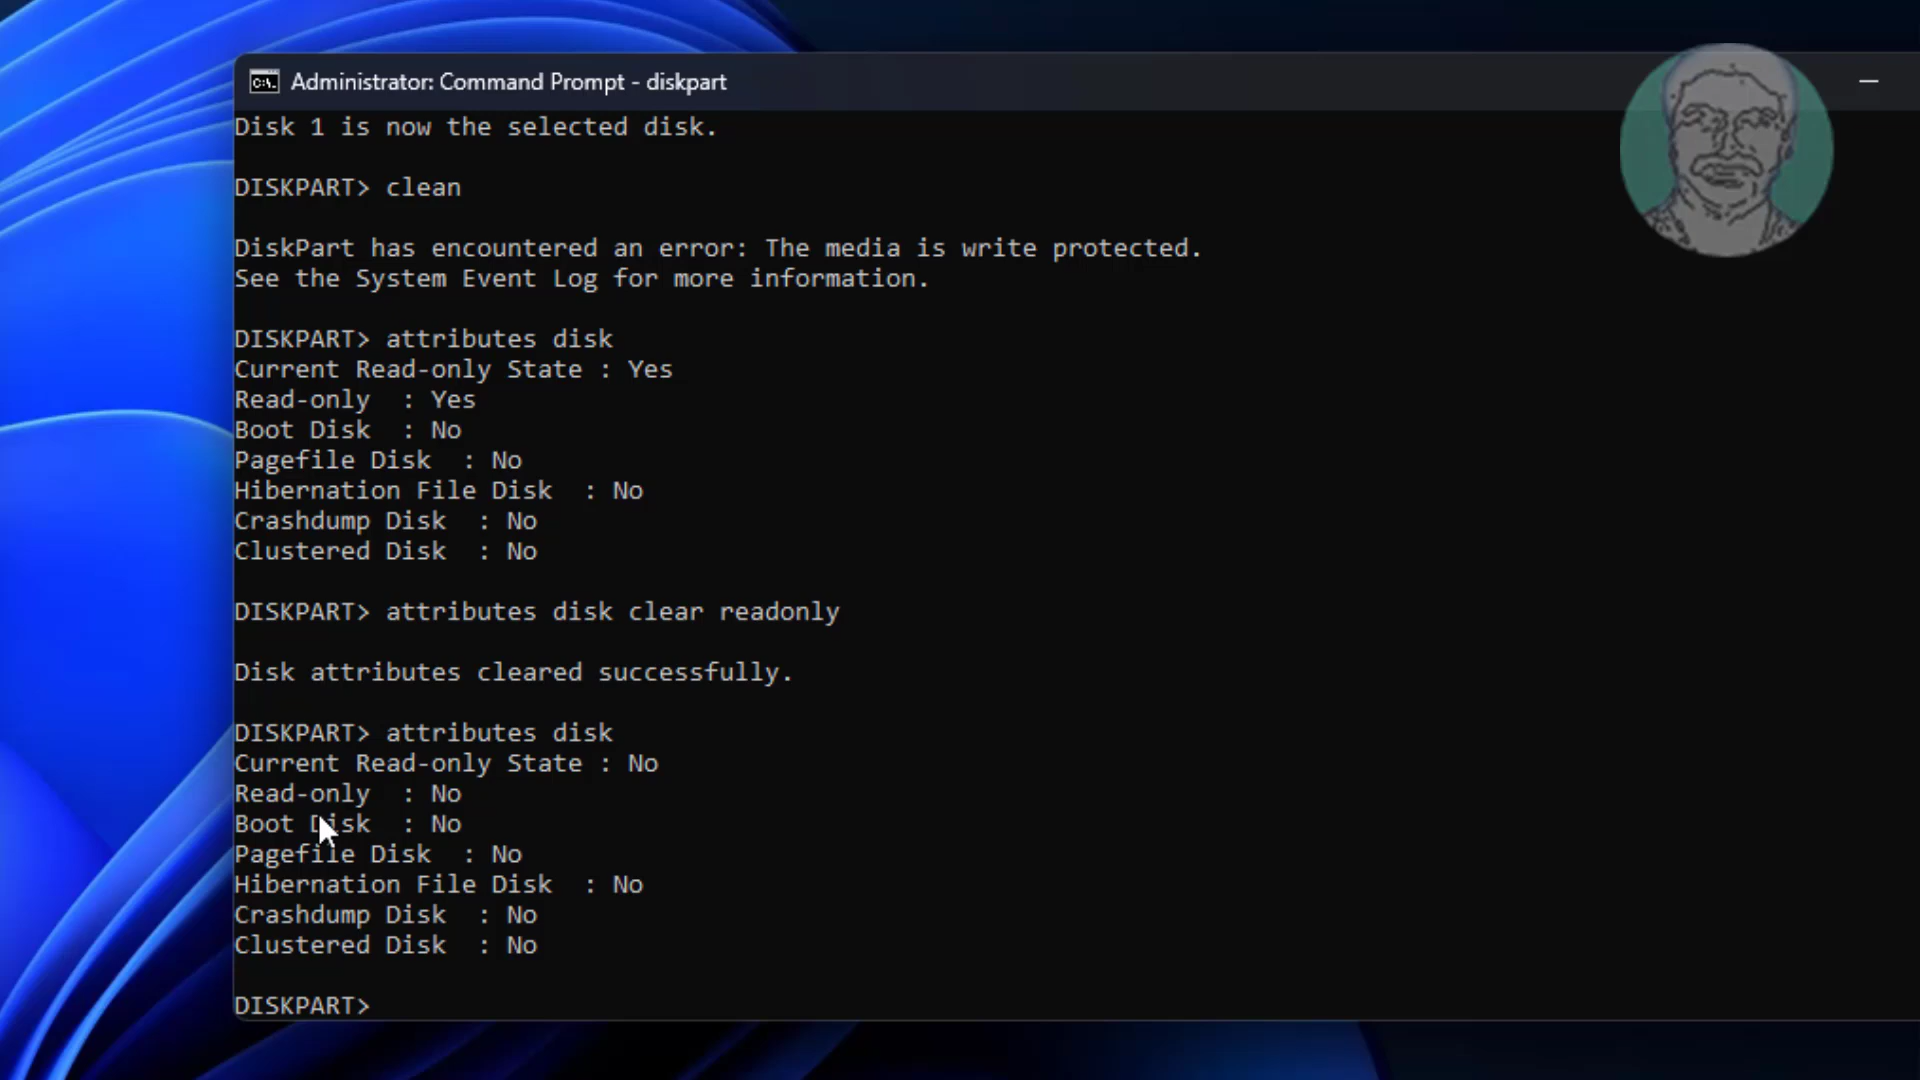 Administrator: Command Prompt - diskpart
Disk 1 is now the selected disk.
DISKPART> clean
DiskPart has encountered an error: The media is write protected.
See the System Event Log for more information.
DISKPART> attributes disk
Current Read-only State : Yes
Read-only  : Yes
Boot Disk  : No
Pagefile Disk  : No
Hibernation File Disk  : No
Crashdump Disk  : No
Clustered Disk  : No
DISKPART> attributes disk clear readonly
Disk attributes cleared successfully.
DISKPART> attributes disk
Current Read-only State : No
Read-only  : No
Boot Disk  : No
Pagefile Disk  : No
Hibernation File Disk  : No
Crashdump Disk  : No
Clustered Disk  : No
DISKPART>